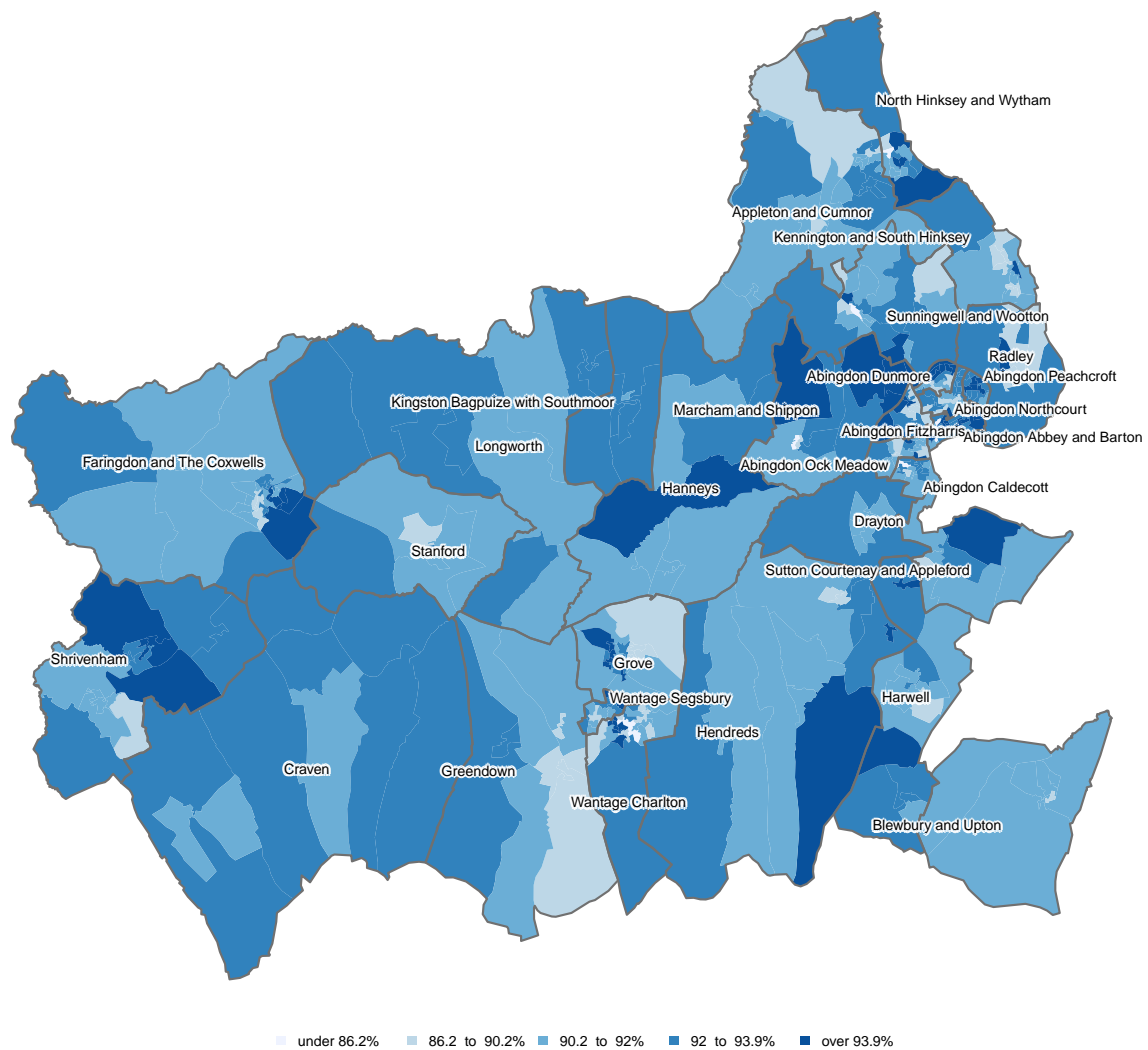 North Hinksey and Wytham
Appleton and Cumnor
Kennington and South Hinksey
Sunningwell and Wootton
Radley
Abingdon Dunmore
Abingdon Peachcroft
Kingston Bagpuize with Southmoor
Marcham and Shippon
Abingdon Northcourt
Abingdon Fitzharris
Abingdon Abbey and Barton
Longworth
Faringdon and The Coxwells
Abingdon Ock Meadow
Hanneys
Abingdon Caldecott
Drayton
Stanford
Sutton Courtenay and Appleford
Shrivenham
Grove
Wantage Segsbury
Harwell
Hendreds
Craven
Greendown
Wantage Charlton
Blewbury and Upton
under 86.2% 86.2 to 90.2% 90.2 to 92% 92 to 93.9% over 93.9%